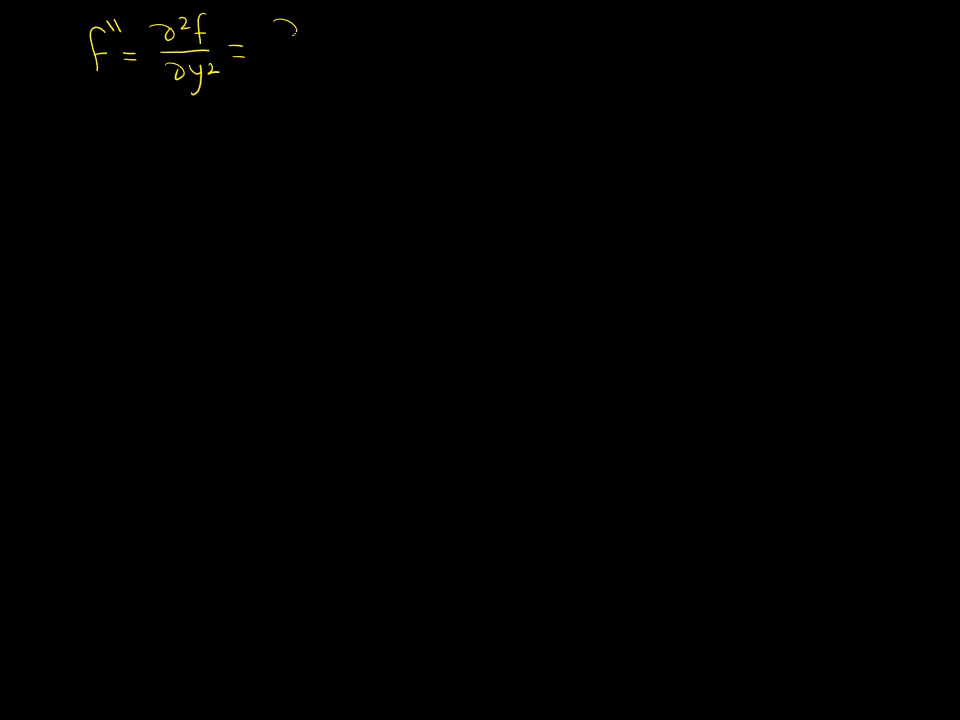 f'' = ∂²f/∂y² =